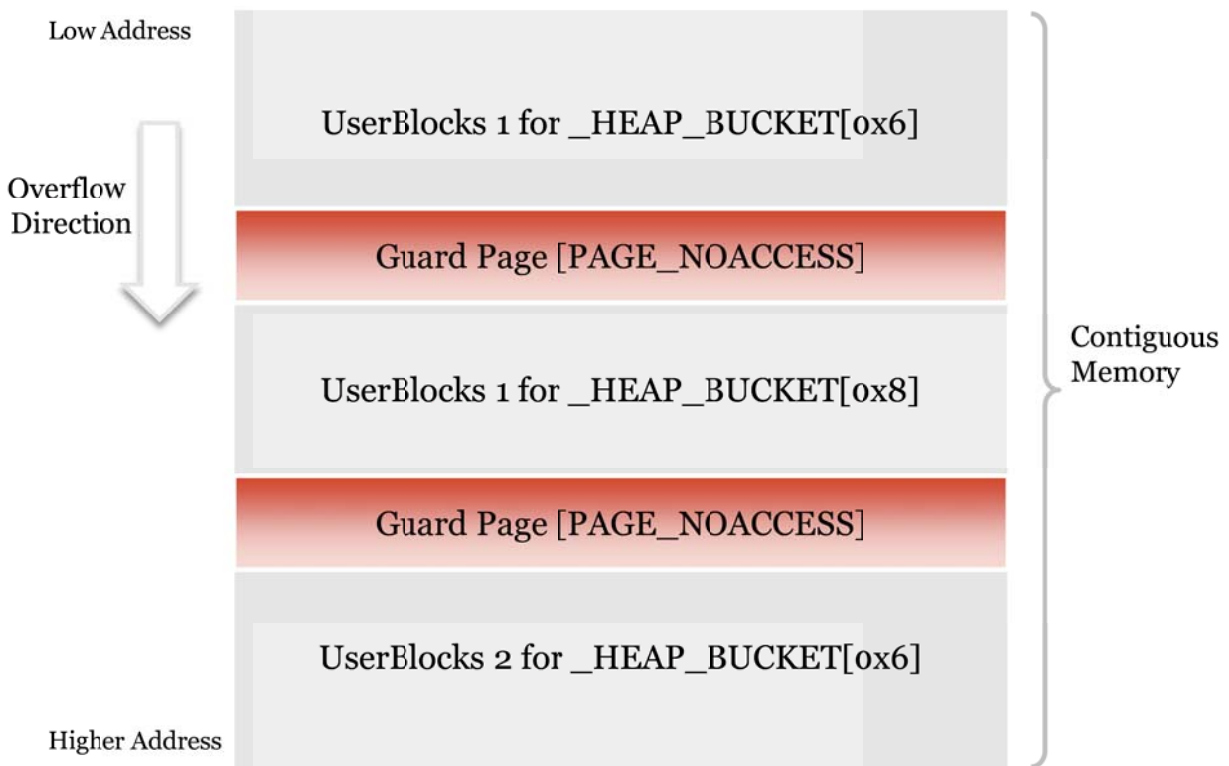 Low Address
UserBlocks 1 for _HEAP_BUCKET[0x6]
Overflow
Direction
Guard Page [PAGE_NOACCESS]
UserBlocks 1 for _HEAP_BUCKET[0x8]
Contiguous
Memory
Guard Page [PAGE_NOACCESS]
UserBlocks 2 for _HEAP_BUCKET[0x6]
Higher Address